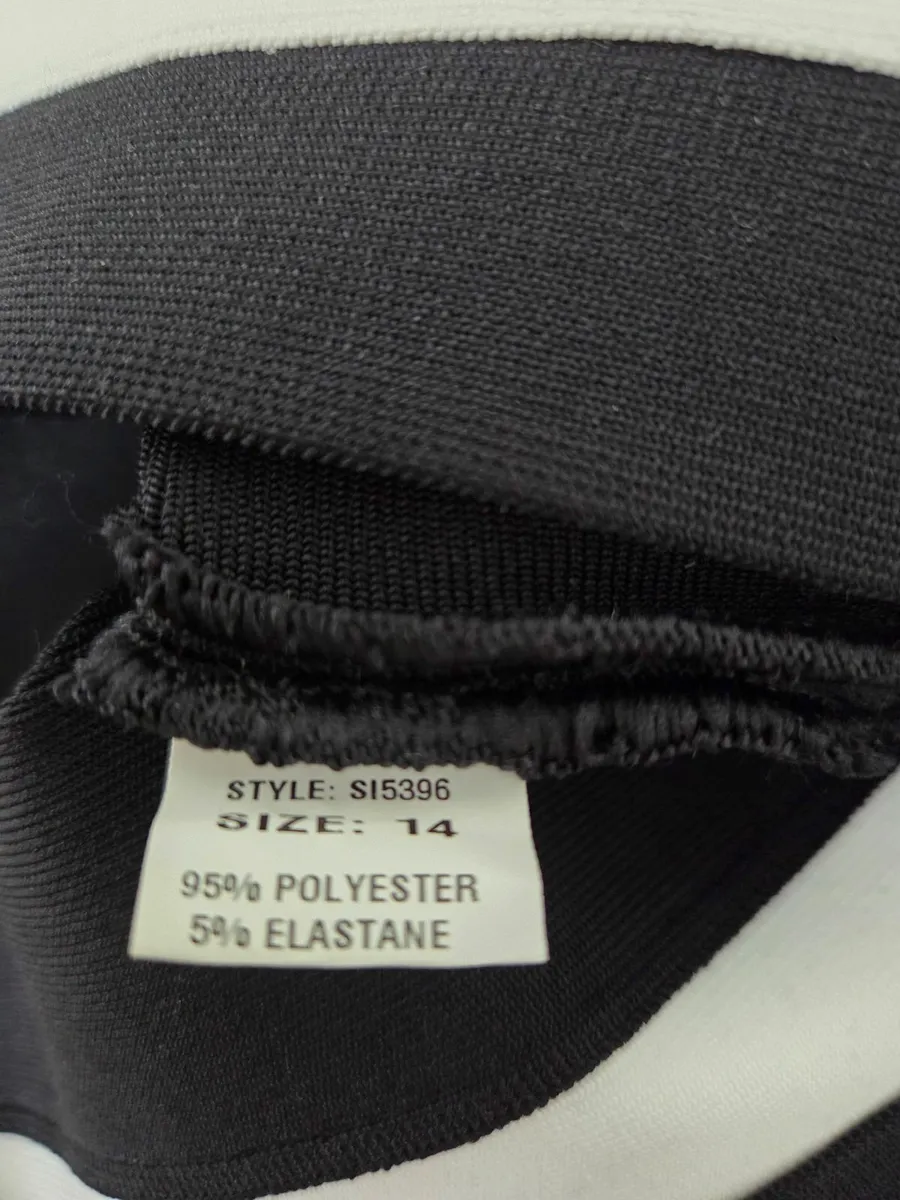 STYLE: SI5396
SIZE: 14
95% POLYESTER
5% ELASTANE